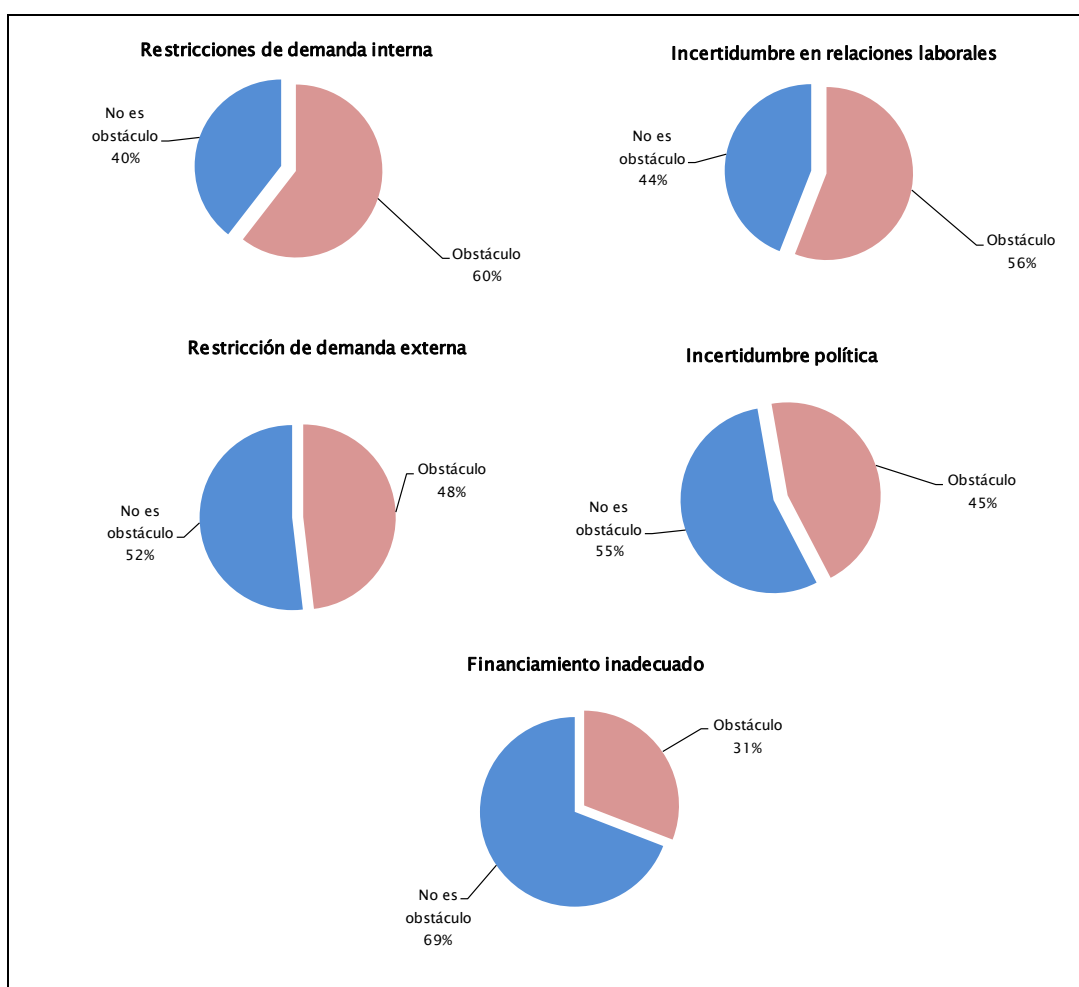 Restricciones de demanda interna
No es
obstáculo
40%
Obstáculo
60%
Incertidumbre en relaciones laborales
No es
obstáculo
44%
Obstáculo
56%
Restricción de demanda externa
Obstáculo
48%
No es
obstáculo
52%
Incertidumbre política
Obstáculo
45%
No es
obstáculo
55%
Financiamiento inadecuado
Obstáculo
31%
No es
obstáculo
69%